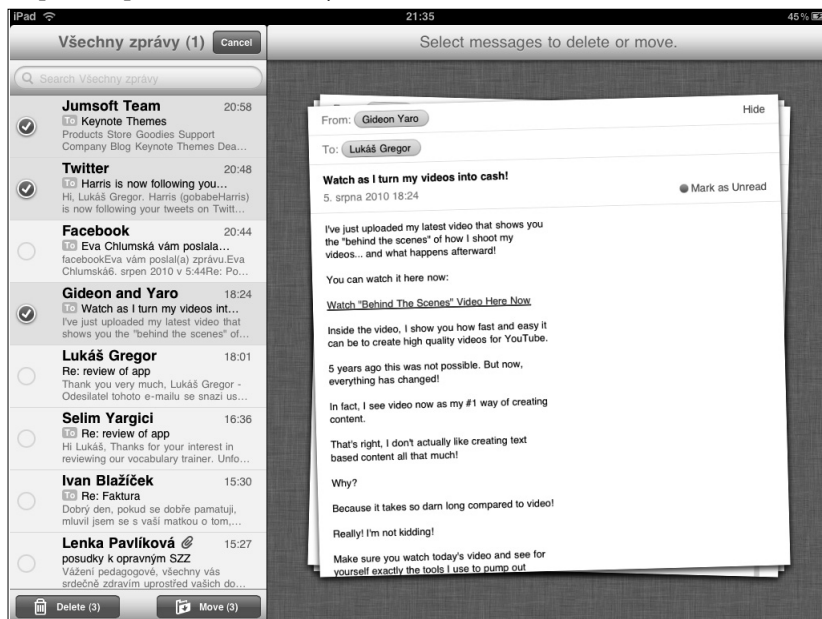 iPad
21:35
45 %
Všechny zprávy (1)
Cancel
Select messages to delete or move.
Search Všechny zprávy
Jumsoft Team 20:58
To Keynote Themes
Products Store Goodies Support
Company Blog Keynote Themes Dea…
Twitter 20:48
To Harris is now following you…
Hi, Lukáš Gregor. Harris (gobabeHarris)
is now following your tweets on Twitt…
Facebook 20:44
To Eva Chlumská vám poslala…
facebookEva vám poslal(a) zprávu.Eva
Chlumská6. srpen 2010 v 5:44Re: Po…
Gideon and Yaro 18:24
To Watch as I turn my videos int…
I've just uploaded my latest video that
shows you the "behind the scenes" of…
Lukáš Gregor 18:01
Re: review of app
Thank you very much, Lukáš Gregor -
Odesilatel tohoto e-mailu se snazi us…
Selim Yargici 16:36
To Re: review of app
Hi Lukáš, Thanks for your interest in
reviewing our vocabulary trainer. Unfo…
Ivan Blažíček 15:30
To Re: Faktura
Dobrý den, pokud se dobře pamatuji,
mluvil jsem se s vaší matkou o tom,…
Lenka Pavlíková 15:27
posudky k opravným SZZ
Vážení pedagogové, všechny vás
srdečně zdravim uprostřed vašich do…
Delete (3)
Move (3)
From: Gideon Yaro
Hide
To: Lukáš Gregor
Watch as I turn my videos into cash!
5. srpna 2010 18:24
Mark as Unread
I've just uploaded my latest video that shows you
the "behind the scenes" of how I shoot my
videos... and what happens afterward!
You can watch it here now:
Watch "Behind The Scenes" Video Here Now
Inside the video, I show you how fast and easy it
can be to create high quality videos for YouTube.
5 years ago this was not possible. But now,
everything has changed!
In fact, I see video now as my #1 way of creating
content.
That's right, I don't actually like creating text
based content all that much!
Why?
Because it takes so darn long compared to video!
Really! I'm not kidding!
Make sure you watch today's video and see for
yourself exactly the tools I use to pump out